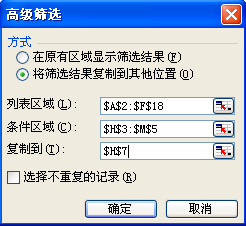 高级筛选
方式
在原有区域显示筛选结果(F)
将筛选结果复制到其他位置(O)
列表区域(L): $A$2:$F$18
条件区域(C): $H$3:$M$5
复制到(T): $H$7
选择不重复的记录(R)
确定 取消